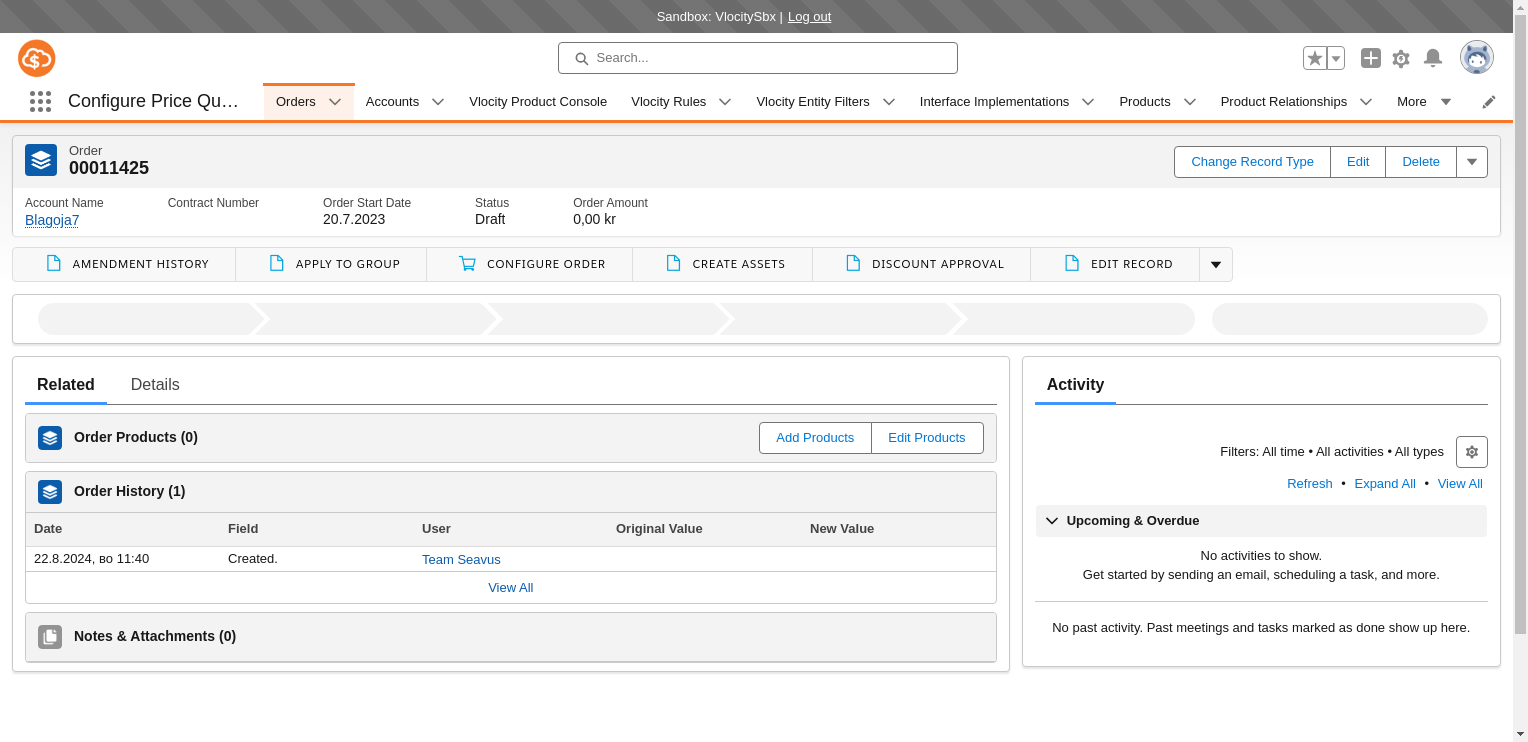 Sandbox: VlocitySbx | Log out
Search...
Configure Price Qu...
Orders
Accounts
Vlocity Product Console
Vlocity Rules
Vlocity Entity Filters
Interface Implementations
Products
Product Relationships
More
Order
00011425
Change Record Type
Edit
Delete
Account Name
Contract Number
Order Start Date
Status
Order Amount
Blagoja7
20.7.2023
Draft
0,00 kr
AMENDMENT HISTORY
APPLY TO GROUP
CONFIGURE ORDER
CREATE ASSETS
DISCOUNT APPROVAL
EDIT RECORD
Related
Details
Order Products (0)
Add Products
Edit Products
Order History (1)
Date
Field
User
Original Value
New Value
22.8.2024, во 11:40
Created.
Team Seavus
View All
Notes & Attachments (0)
Activity
Filters: All time • All activities • All types
Refresh • Expand All • View All
Upcoming & Overdue
No activities to show.
Get started by sending an email, scheduling a task, and more.
No past activity. Past meetings and tasks marked as done show up here.